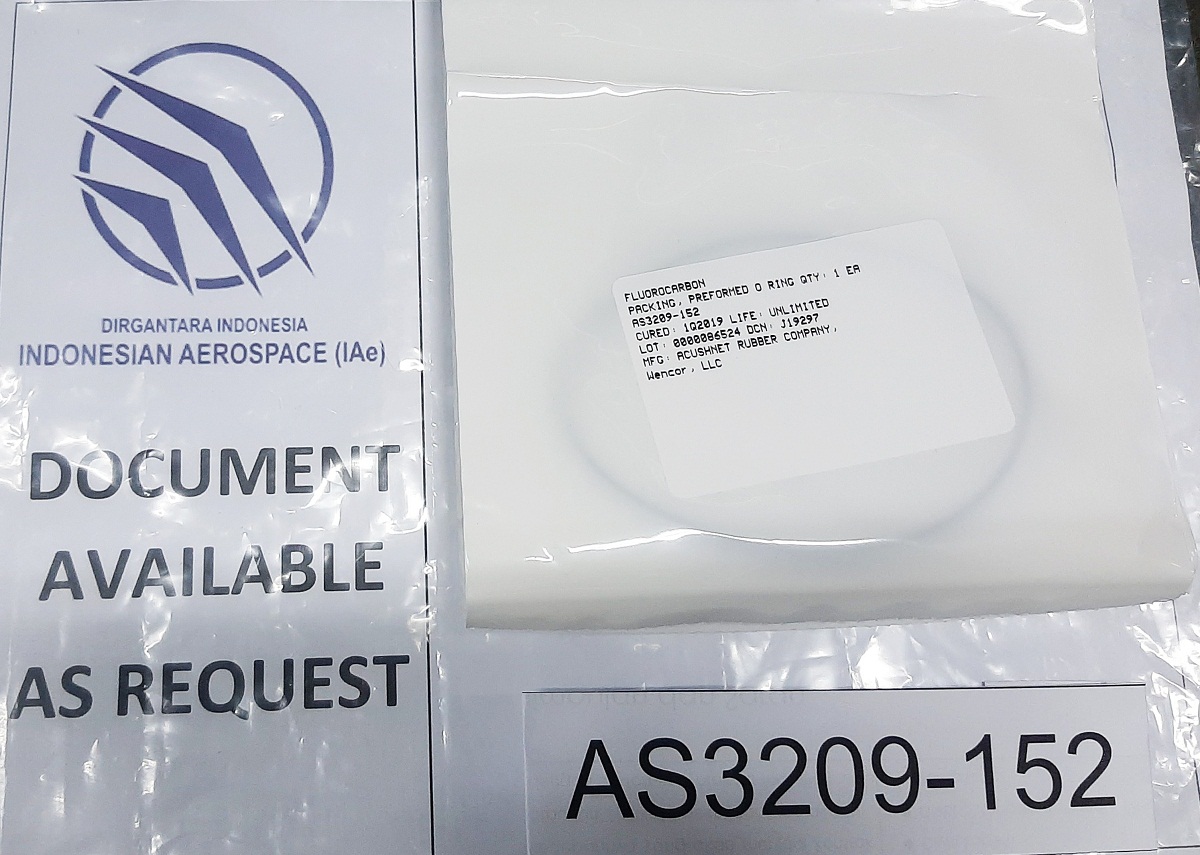 DIRGANTARA INDONESIA
INDONESIAN AEROSPACE (IAe)
DOCUMENT
AVAILABLE
AS REQUEST
FLUOROCARBON
PACKING, PREFORMED O RING QTY: 1 EA
AS3209-152
CURED: 1Q2019 LIFE: UNLIMITED
LOT: 0000086524 DCN: J19297
MFG: ACUSHNET RUBBER COMPANY,
Wencor, LLC
AS3209-152